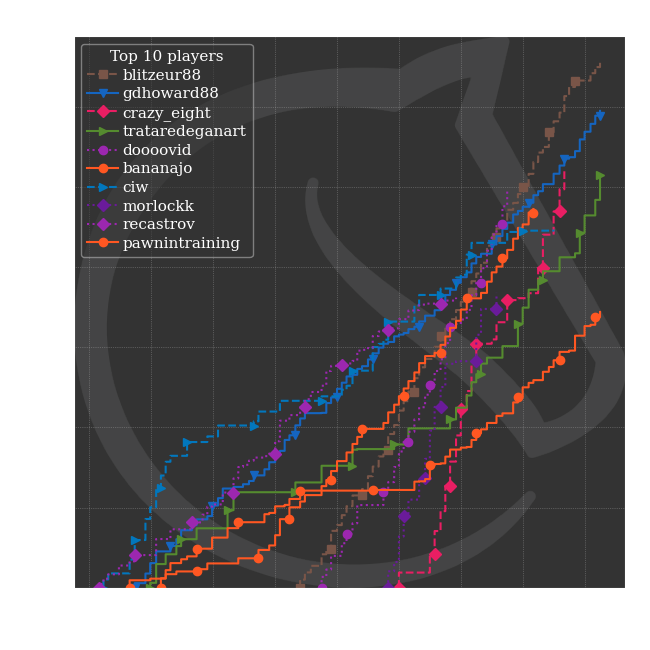 Top 10 players
blitzeur88
gdhoward88
crazy_eight
trataredeganart
doooovid
bananajo
ciw
morlockk
recastrov
pawnintraining